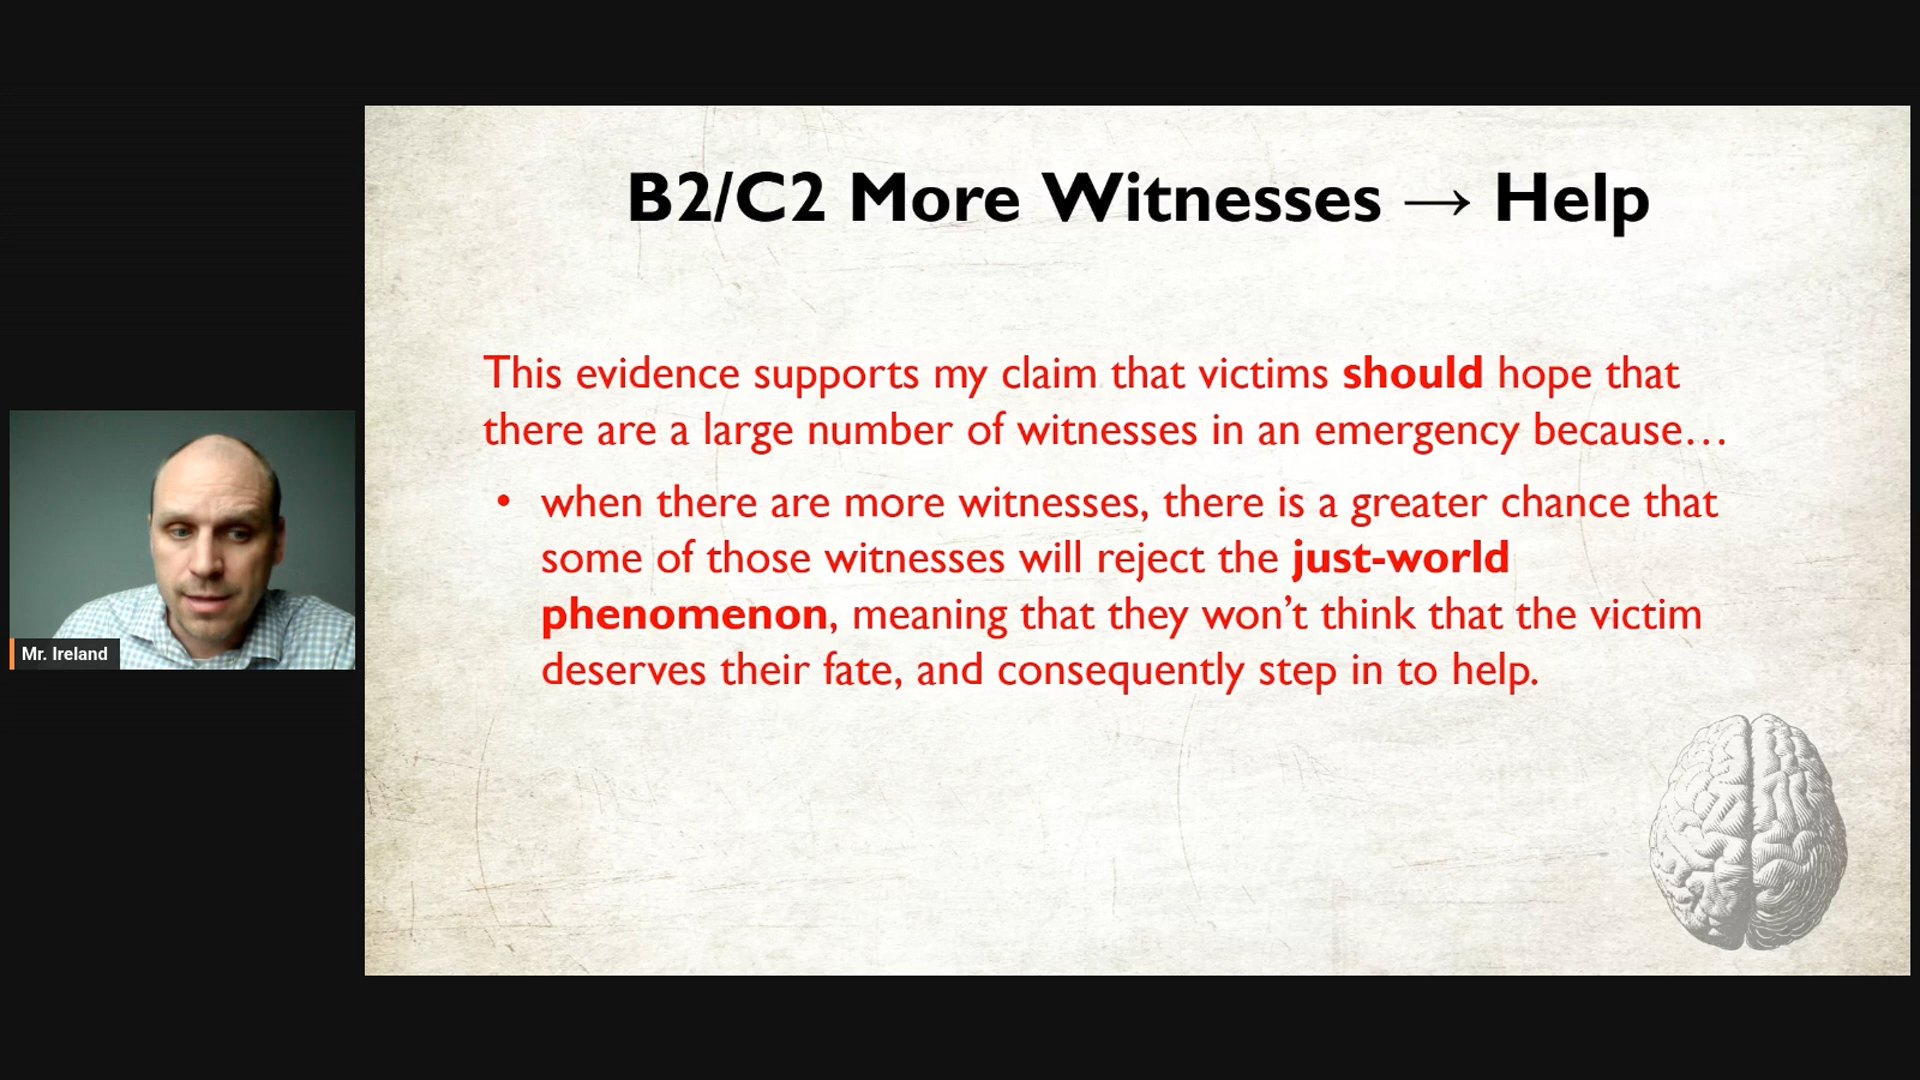 B2/C2 More Witnesses → Help
This evidence supports my claim that victims should hope that
there are a large number of witnesses in an emergency because…
• when there are more witnesses, there is a greater chance that
some of those witnesses will reject the just-world
phenomenon, meaning that they won’t think that the victim
deserves their fate, and consequently step in to help.
Mr. Ireland